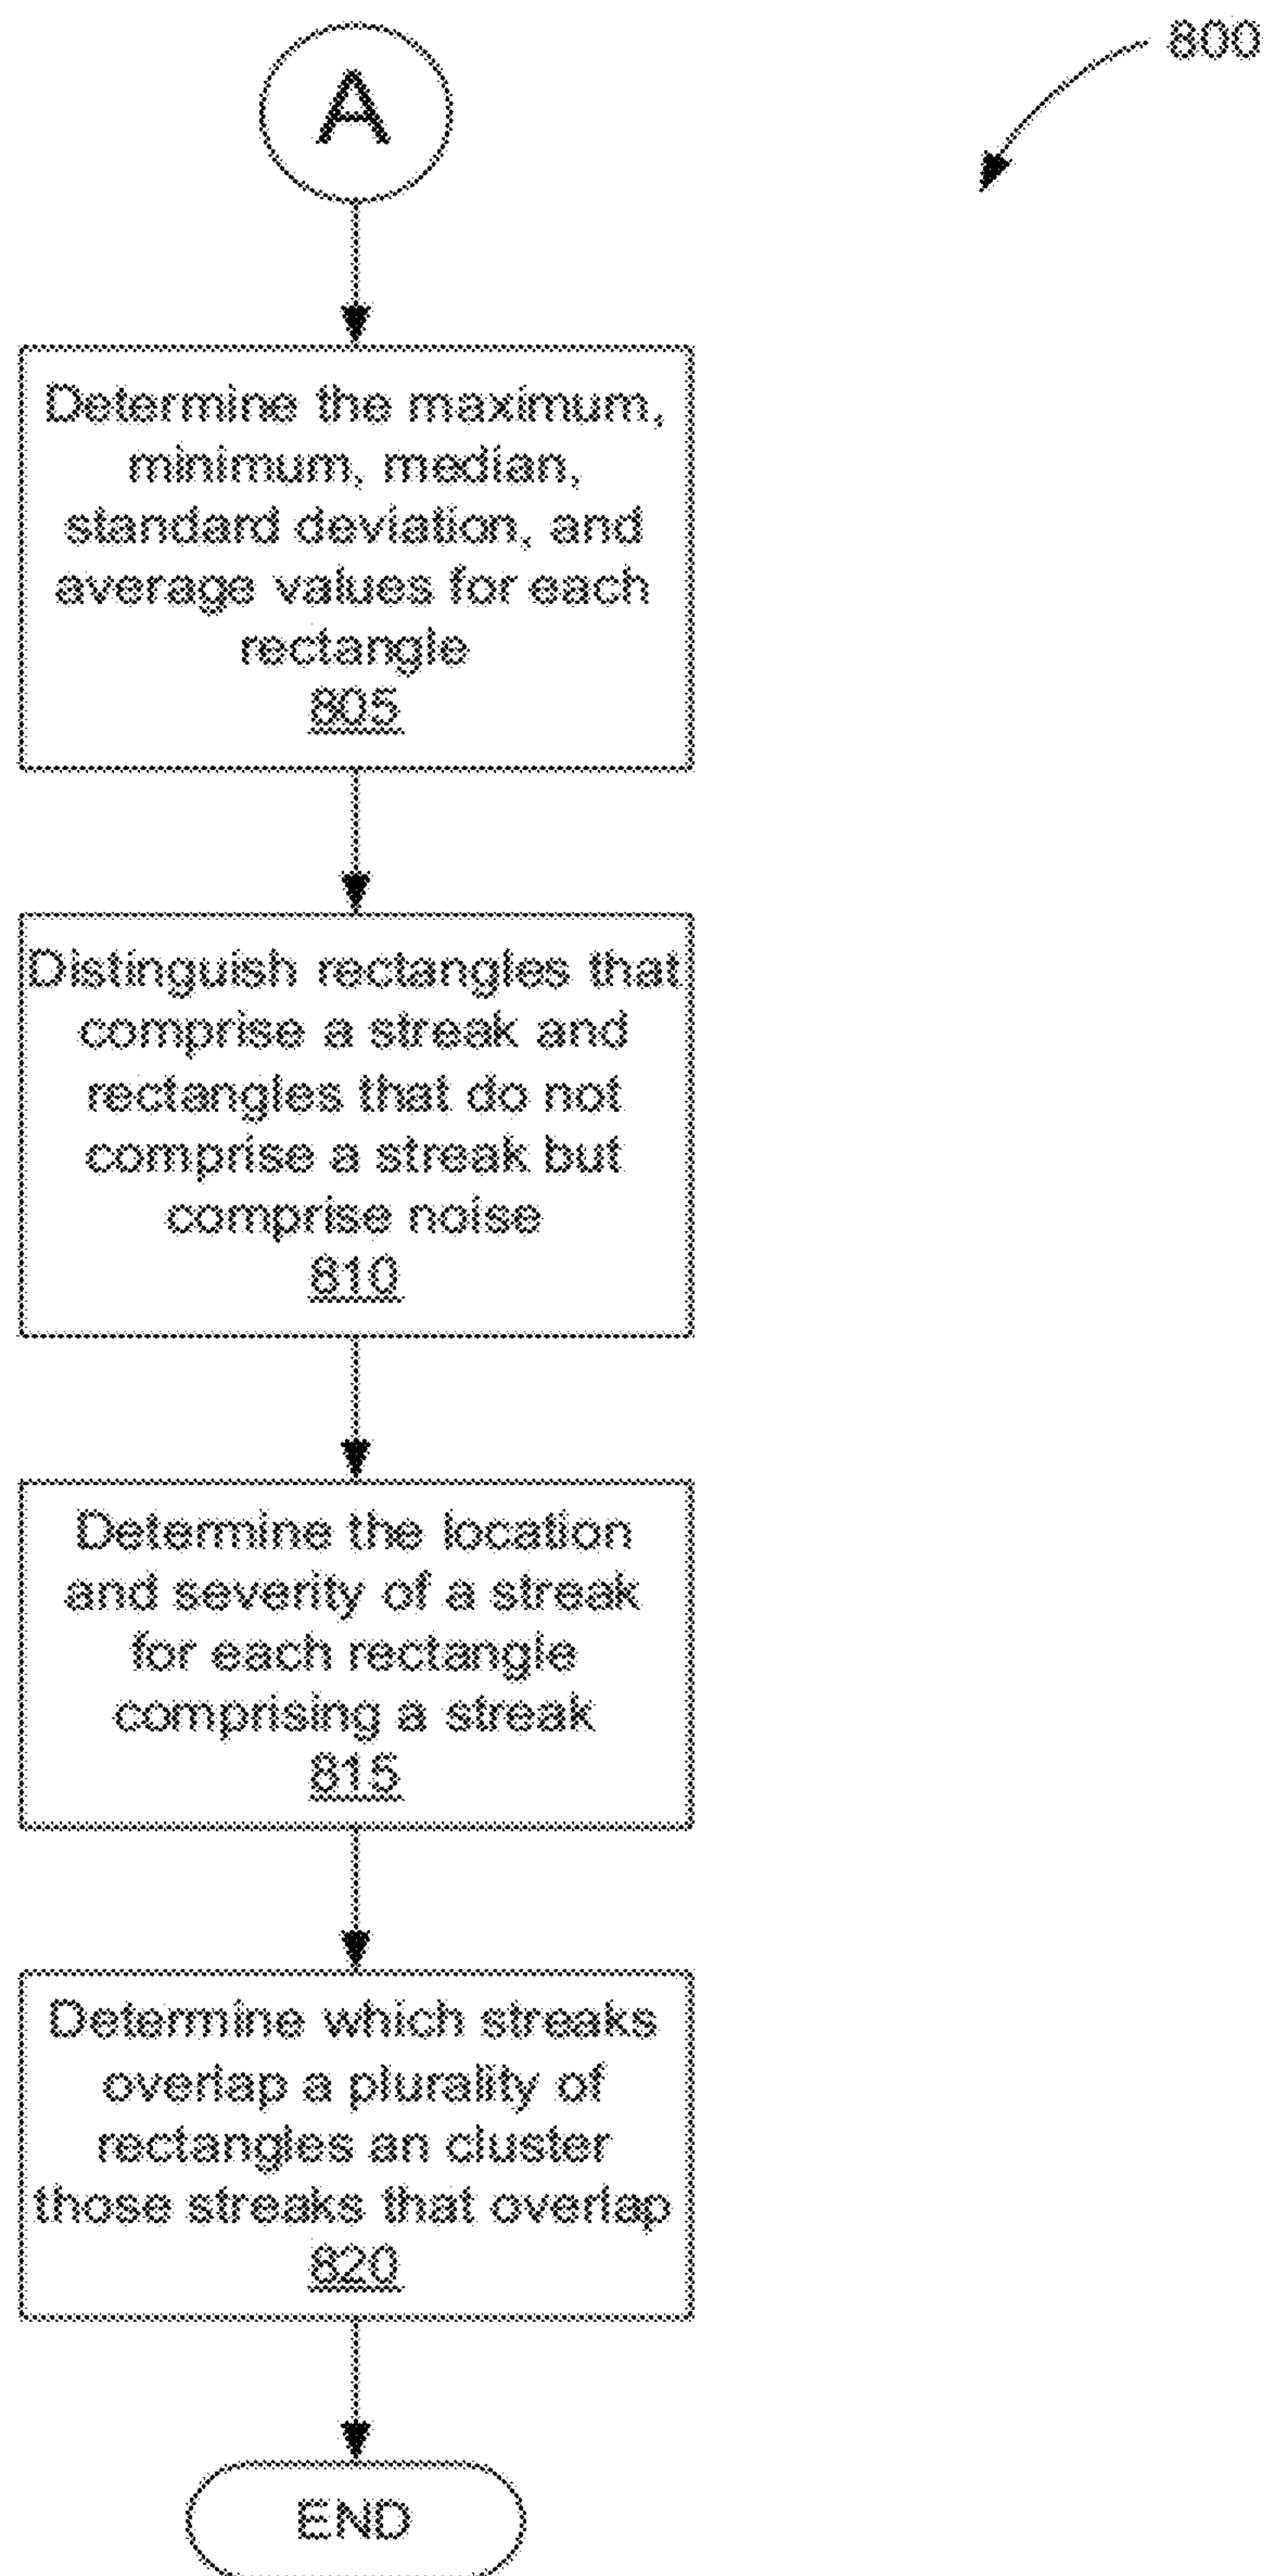 800
A
Determine the maximum,
minimum, median,
standard deviation, and
average values for each
rectangle
805
Distinguish rectangles that
comprise a streak and
rectangles that do not
comprise a streak but
comprise noise
810
Determine the location
and severity of a streak
for each rectangle
comprising a streak
815
Determine which streaks
overlap a plurality of
rectangles an cluster
those streaks that overlap
820
END